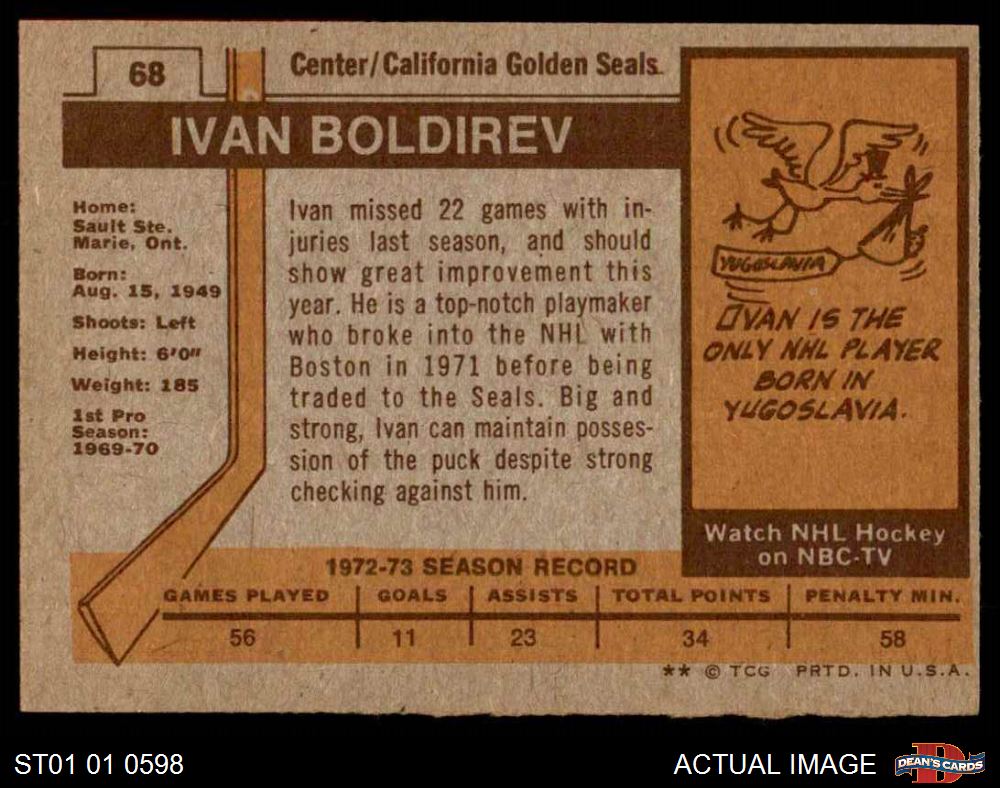 68
Center/California Golden Seals
IVAN BOLDIREV
Home:
Sault Ste.
Marie, Ont.
Born:
Aug. 15, 1949
Shoots: Left
Height: 6'0"
Weight: 185
1st Pro
Season:
1969-70
Ivan missed 22 games with in-
juries last season, and should
show great improvement this
year. He is a top-notch playmaker
who broke into the NHL with
Boston in 1971 before being
traded to the Seals. Big and
strong, Ivan can maintain posses-
sion of the puck despite strong
checking against him.
YUGOSLAVIA
IVAN IS THE
ONLY NHL PLAYER
BORN IN
YUGOSLAVIA.
Watch NHL Hockey
on NBC-TV
1972-73 SEASON RECORD
GAMES PLAYED GOALS ASSISTS TOTAL POINTS PENALTY MIN.
56 11 23 34 58
** © TCG PRTD. IN U.S.A.
ST01 01 0598
ACTUAL IMAGE
DEAN'S CARDS